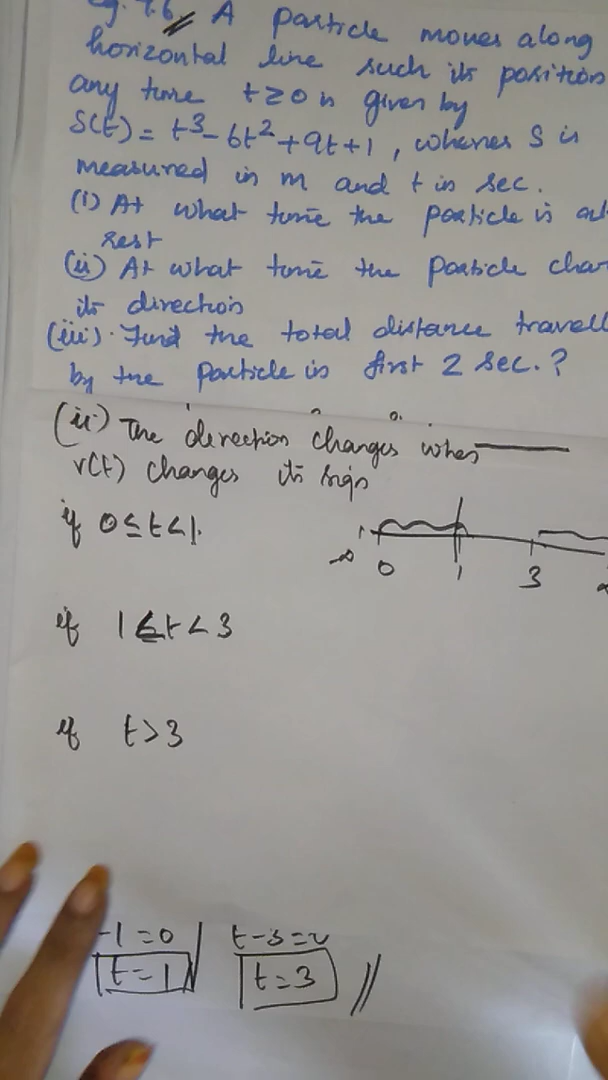 7.6 A particle moves along
horizontal line such its position
any time t≥0 is given by
S(t) = t³ - 6t² + 9t + 1, wheres S is
measured in m and t in sec.
(i) At what time the particle is at
rest
(ii) At what time the particle chan
its direction
(iii). Find the total distance travell
by the particle in first 2 sec.?
(ii) The direction changes when
v(t) changes its sign
if 0≤t<1.
-∞ 0 1 3
if 1≤t<3
if t>3
-1=0 t-3=0
t=1 t=3